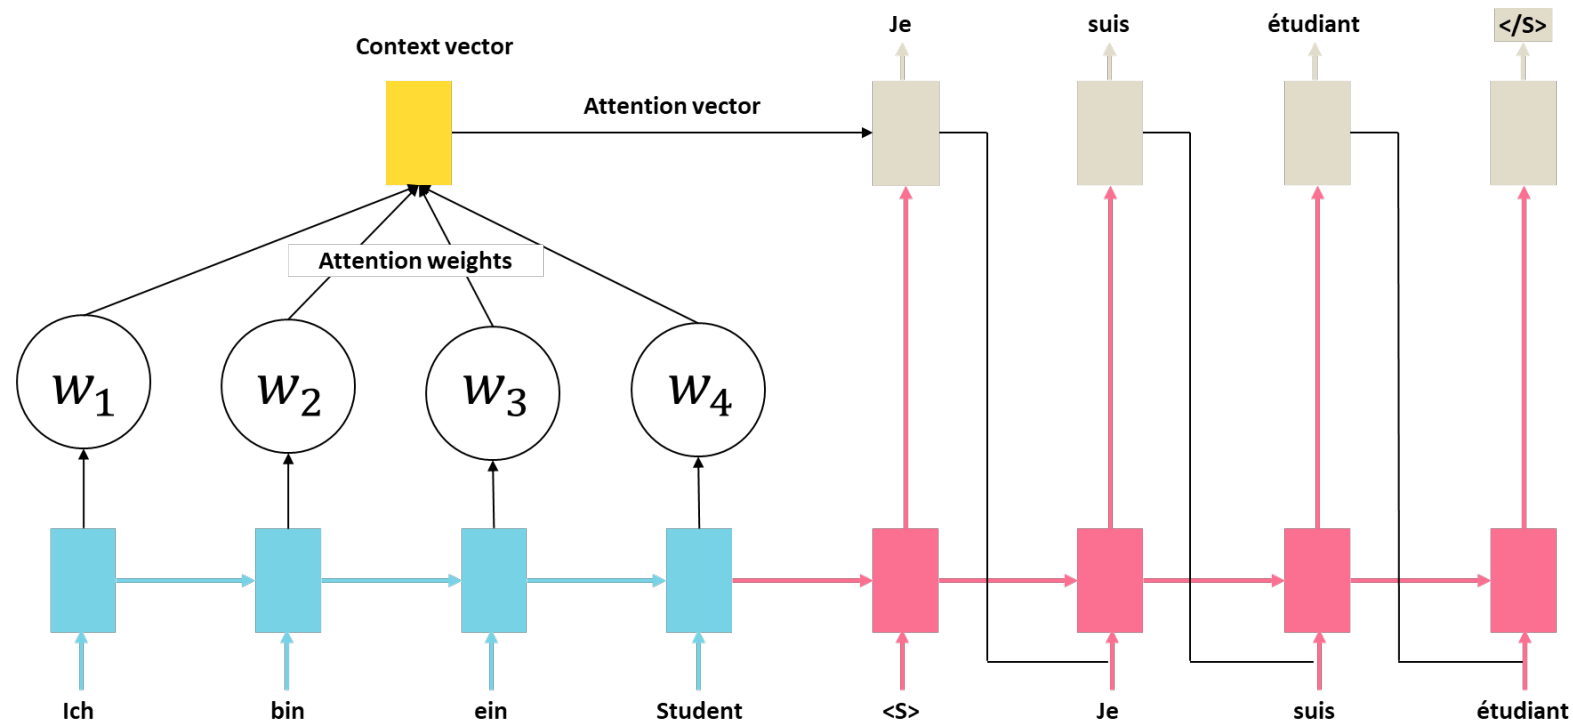 Je suis étudiant </S>
Context vector
Attention vector
Attention weights
w1 w2 w3 w4
Ich bin ein Student <S> Je suis étudiant